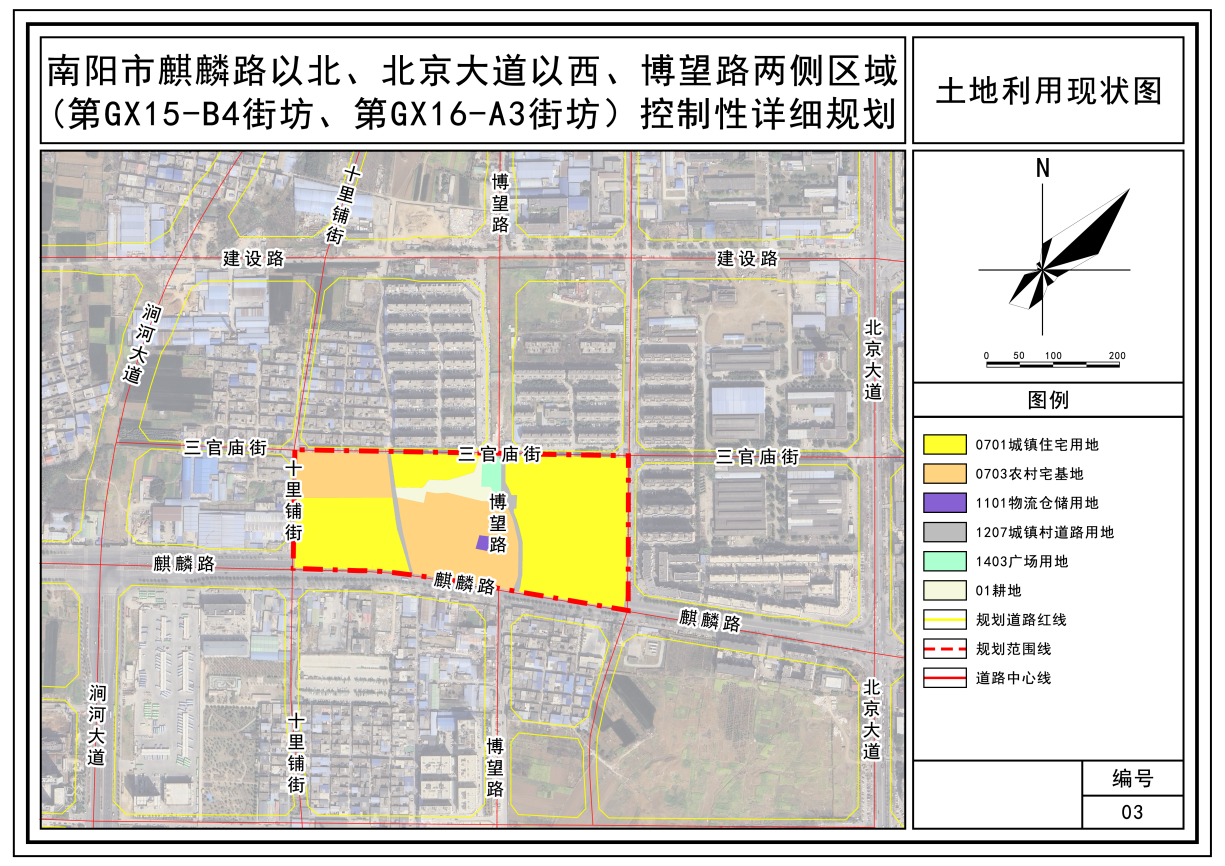 南阳市麒麟路以北、北京大道以西、博望路两侧区域
(第GX15-B4街坊、第GX16-A3街坊）控制性详细规划
土地利用现状图
N
0 50 100 200
图例
0701城镇住宅用地
0703农村宅基地
1101物流仓储用地
1207城镇村道路用地
1403广场用地
01耕地
规划道路红线
规划范围线
道路中心线
编号
03
十里铺街
博望路
建设路
建设路
涧河大道
北京大道
三官庙街
三官庙街
三官庙街
十里铺街
博望路
麒麟路
麒麟路
麒麟路
涧河大道
十里铺街
博望路
北京大道